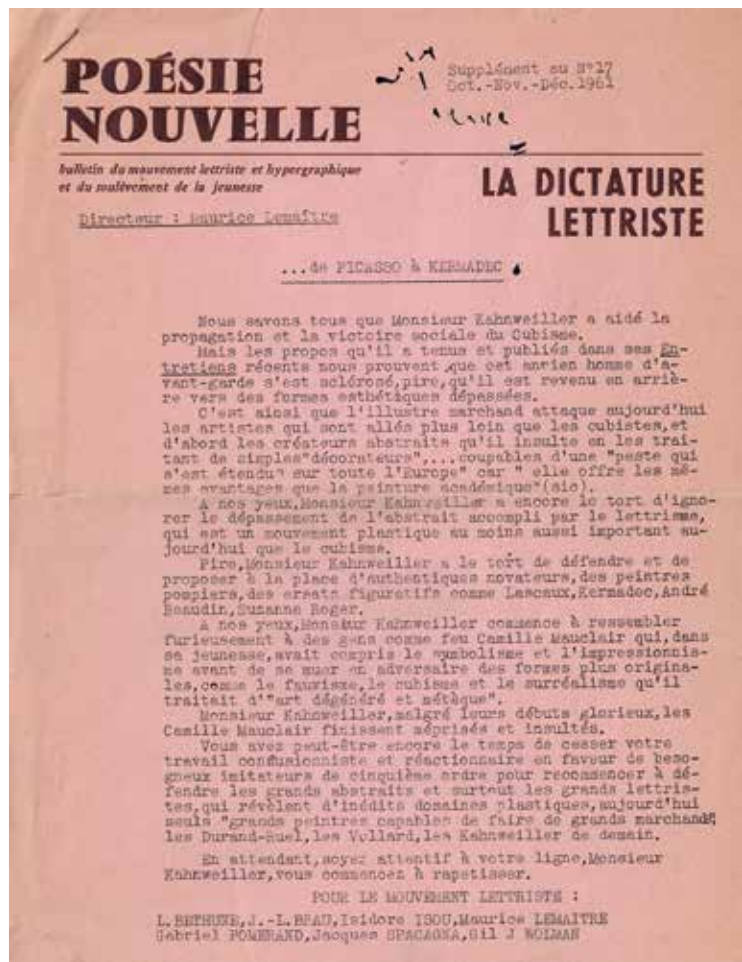 POÉSIE
NOUVELLE
Supplément au N°17
Oct.-Nov.-Déc.1961
bulletin du mouvement lettriste et hypergraphique
et du soulèvement de la jeunesse
LA DICTATURE
LETTRISTE
Directeur : Maurice Lemaître
...de PICASSO à KERMADEC
Nous savons tous que Monsieur Kahnweiller a aidé la
propagation et la victoire sociale du Cubisme.
Mais les propos qu'il a tenus et publiés dans ses En-
tretiens récents nous prouvent que cet ancien homme d'a-
vant-garde s'est sclérosé,pire,qu'il est revenu en arriè-
re vers des formes esthétiques dépassées.
C'est ainsi que l'illustre marchand attaque aujourd'hui
les artistes qui sont allés plus loin que les cubistes,et
d'abord les créateurs abstraits qu'il insulte en les trai-
tant de simples"décorateurs",...coupables d'une "peste qui
s'est étendue sur toute l'Europe" car " elle offre les mê-
mes avantages que la peinture académique"(sic).
A nos yeux,Monsieur Kahnweiller a encore le tort d'igno-
rer le dépassement de l'abstrait accompli par le lettrisme,
qui est un mouvement plastique au moins aussi important au-
jourd'hui que le cubisme.
Pire,Monsieur Kahnweiller a le tort de défendre et de
proposer à la place d'authentiques novateurs,des peintres
pompiers,des ersatz figuratifs comme Lascaux,Kermadec,André
Beaudin,Suzanne Roger.
A nos yeux,Monsieur Kahnweiller commence à ressembler
furieusement à des gens comme feu Camille Mauclair qui,dans
sa jeunesse,avait compris le symbolisme et l'impressionnis-
me avant de se muer en adversaire des formes plus origina-
les,comme le fauvisme,le cubisme et le surréalisme qu'il
traitait d'"art dégénéré et métèque".
Monsieur Kahnweiller,malgré leurs débuts glorieux,les
Camille Mauclair finissent méprisés et insultés.
Vous avez peut-être encore le temps de cesser votre
travail confusionniste et réactionnaire en faveur de beso-
gneux imitateurs de cinquième ordre pour recommencer à dé-
fendre les grands abstraits et surtout les grands lettris-
tes,qui révèlent d'inédits domaines plastiques,aujourd'hui
seuls "grands peintres capables de faire de grands marchands",
les Durand-Ruel,les Vollard,les Kahnweiller de demain.
En attendant,soyez attentif à votre ligne,Monsieur
Kahnweiller,vous commencez à rapetisser.
POUR LE MOUVEMENT LETTRISTE :
L.BETHUNE,J.-L.BRAU,Isidore ISOU,Maurice LEMAITRE
Gabriel POMERAND,Jacques SPACAGNA,Gil J WOLMAN